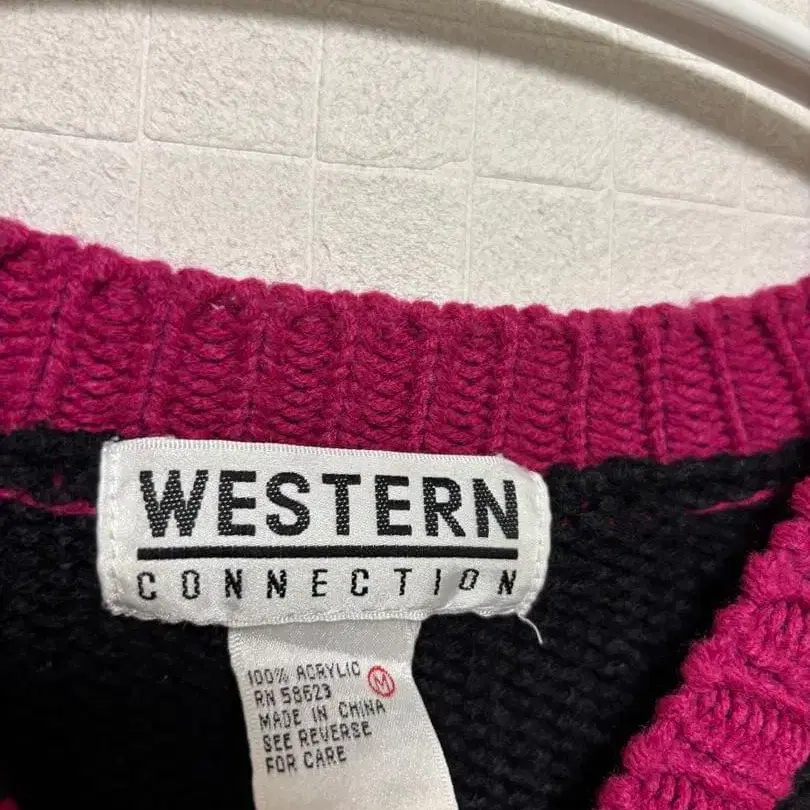 WESTERN
CONNECTION
100% ACRYLIC
M
RN 58623
MADE IN CHINA
SEE REVERSE
FOR CARE